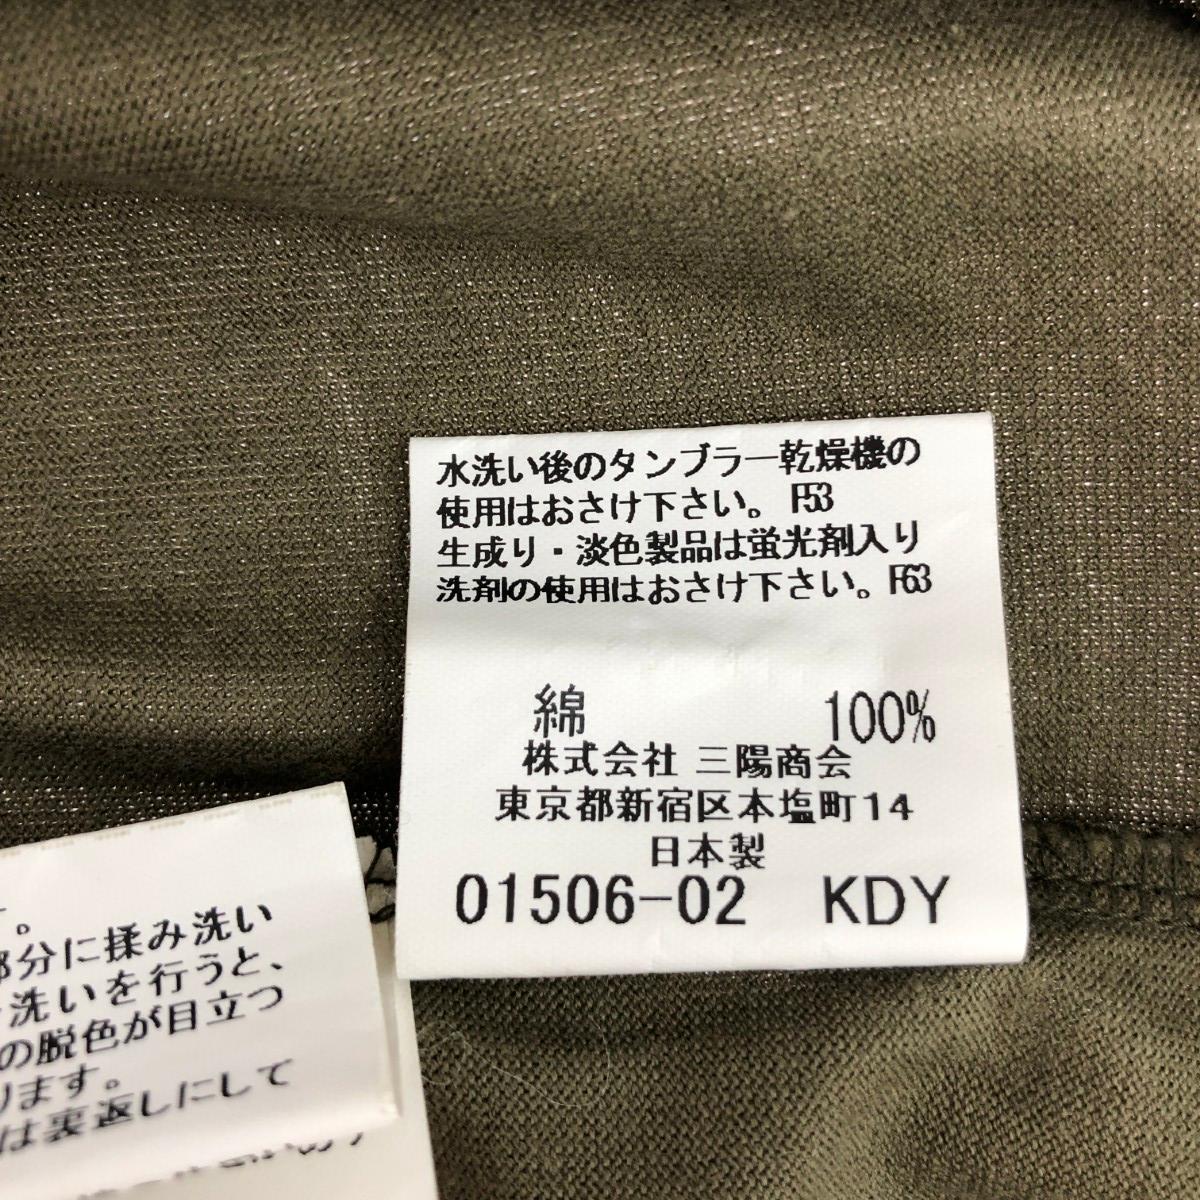 水洗い後のタンブラー乾燥機の
使用はおさけ下さい。 F53
生成り・淡色製品は蛍光剤入り
洗剤の使用はおさけ下さい。F63
綿 100%
株式会社 三陽商会
東京都新宿区本塩町14
日本製
01506-02 KDY
。
部分に揉み洗い
洗いを行うと、
の脱色が目立つ
ります。
は裏返しにして